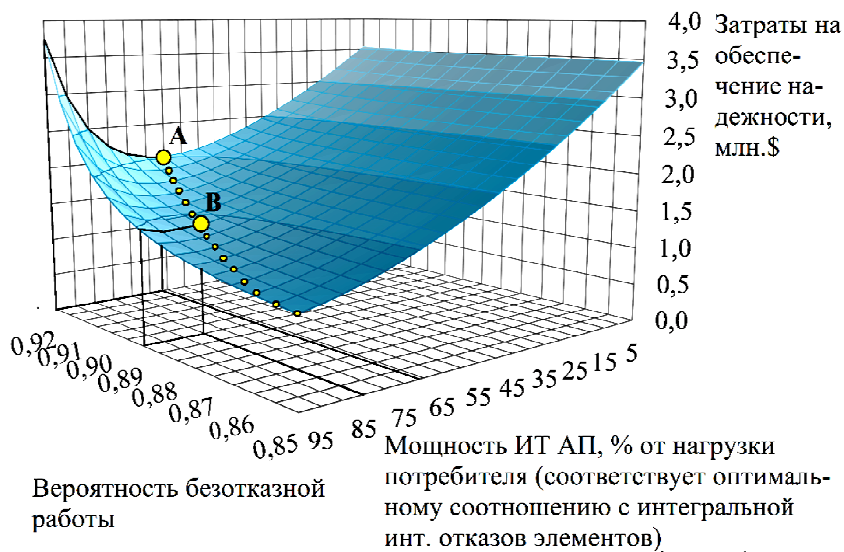 4,0
3,5
3,0
2,5
2,0
1,5
1,0
0,5
0,0
Затраты на
обеспе-
чение на-
дежности,
млн.$
A
B
0,92
0,91
0,90
0,89
0,88
0,87
0,86
0,85
95
85
75
65
55
45
35
25
15
5
Мощность ИТ АП, % от нагрузки
потребителя (соответствует оптималь-
ному соотношению с интегральной
инт. отказов элементов)
Вероятность безотказной
работы